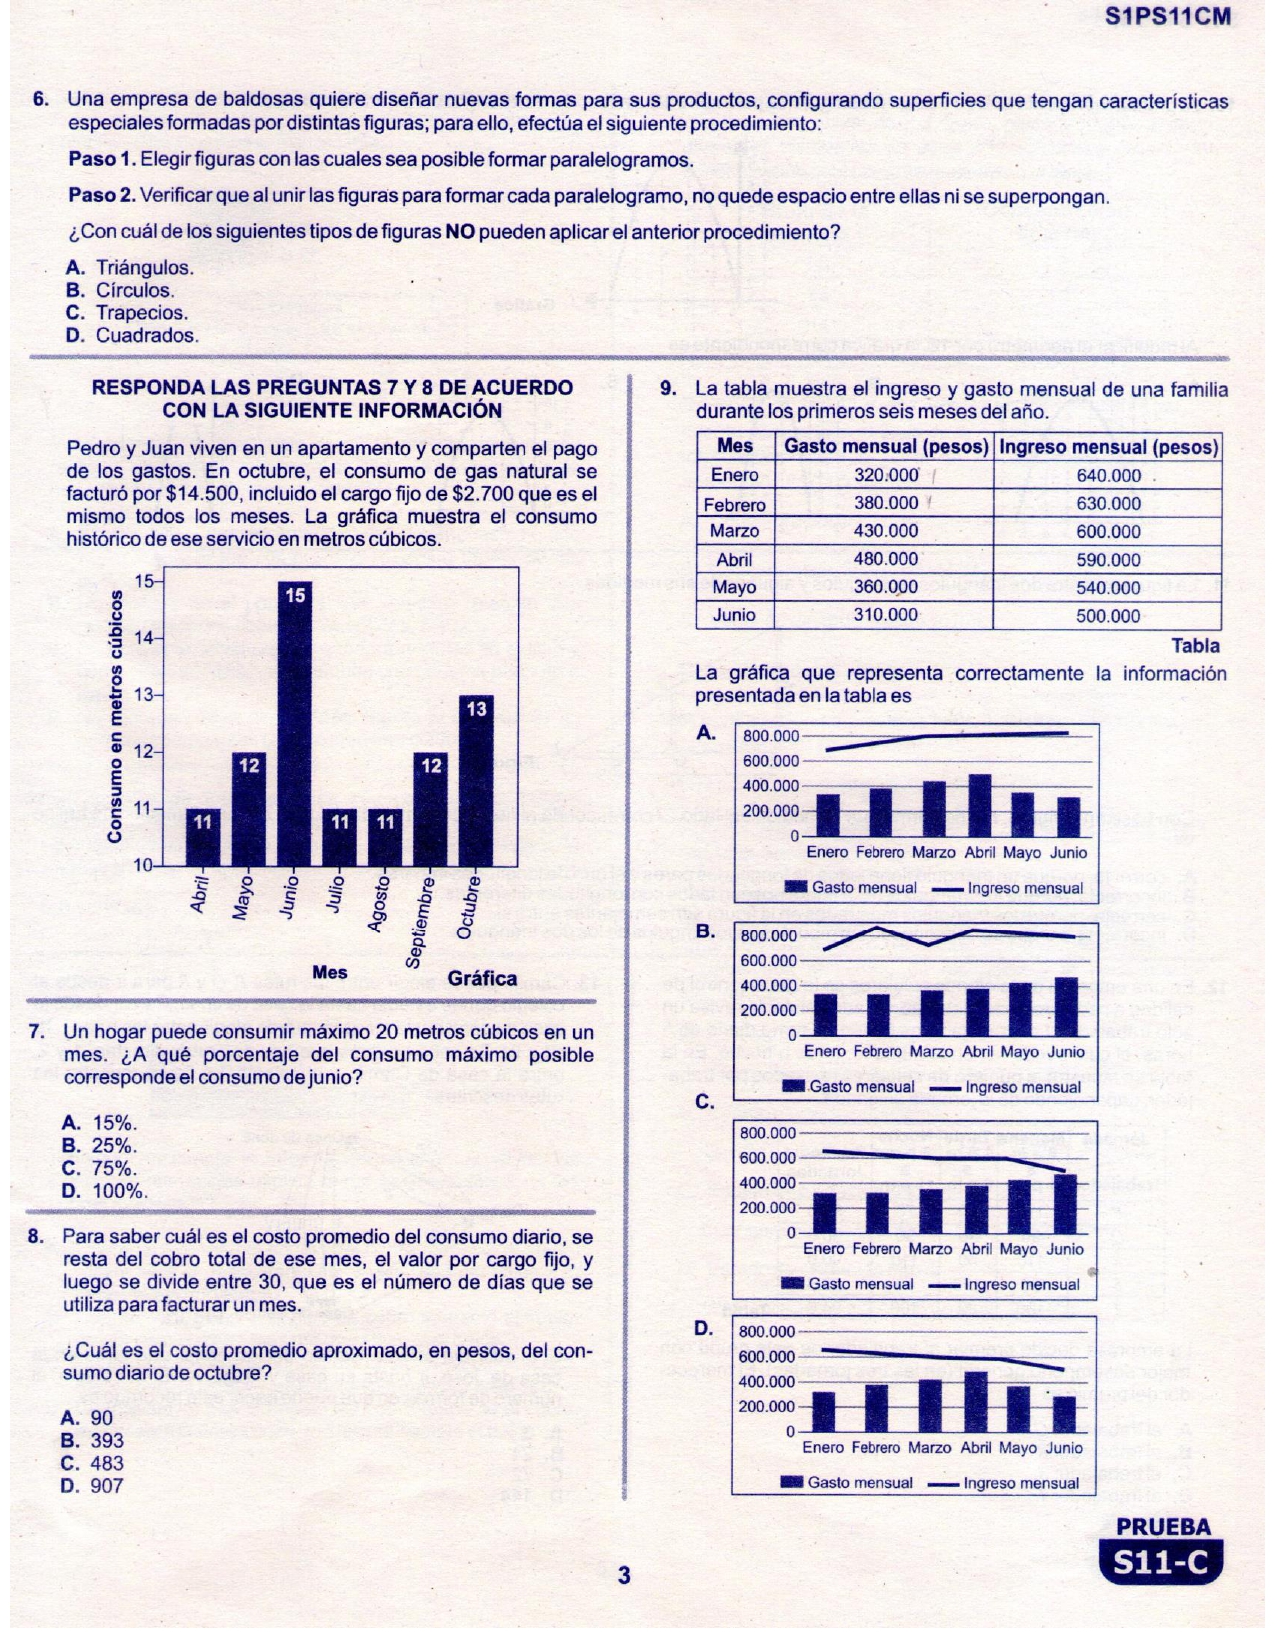 S1PS11CM
6. Una empresa de baldosas quiere diseñar nuevas formas para sus productos, configurando superficies que tengan características
especiales formadas por distintas figuras; para ello, efectúa el siguiente procedimiento:
Paso 1. Elegir figuras con las cuales sea posible formar paralelogramos.
Paso 2. Verificar que al unir las figuras para formar cada paralelogramo, no quede espacio entre ellas ni se superpongan.
¿Con cuál de los siguientes tipos de figuras NO pueden aplicar el anterior procedimiento?
A. Triángulos.
B. Círculos.
C. Trapecios.
D. Cuadrados.
RESPONDA LAS PREGUNTAS 7 Y 8 DE ACUERDO
CON LA SIGUIENTE INFORMACIÓN
Pedro y Juan viven en un apartamento y comparten el pago
de los gastos. En octubre, el consumo de gas natural se
facturó por $14.500, incluido el cargo fijo de $2.700 que es el
mismo todos los meses. La gráfica muestra el consumo
histórico de ese servicio en metros cúbicos.
Consumo en metros cúbicos
15
14
13
12
11
10
11
12
15
11
11
12
13
Abril
Mayo
Junio
Julio
Agosto
Septiembre
Octubre
Mes
Gráfica
7. Un hogar puede consumir máximo 20 metros cúbicos en un
mes. ¿A qué porcentaje del consumo máximo posible
corresponde el consumo de junio?
A. 15%.
B. 25%.
C. 75%.
D. 100%.
8. Para saber cuál es el costo promedio del consumo diario, se
resta del cobro total de ese mes, el valor por cargo fijo, y
luego se divide entre 30, que es el número de días que se
utiliza para facturar un mes.
¿Cuál es el costo promedio aproximado, en pesos, del con-
sumo diario de octubre?
A. 90
B. 393
C. 483
D. 907
9. La tabla muestra el ingreso y gasto mensual de una familia
durante los primeros seis meses del año.
Mes Gasto mensual (pesos) Ingreso mensual (pesos)
Enero 320.000 640.000
Febrero 380.000 630.000
Marzo 430.000 600.000
Abril 480.000 590.000
Mayo 360.000 540.000
Junio 310.000 500.000
Tabla
La gráfica que representa correctamente la información
presentada en la tabla es
A.
800.000
600.000
400.000
200.000
0
Enero Febrero Marzo Abril Mayo Junio
Gasto mensual Ingreso mensual
B.
800.000
600.000
400.000
200.000
0
Enero Febrero Marzo Abril Mayo Junio
Gasto mensual Ingreso mensual
C.
800.000
600.000
400.000
200.000
0
Enero Febrero Marzo Abril Mayo Junio
Gasto mensual Ingreso mensual
D.
800.000
600.000
400.000
200.000
0
Enero Febrero Marzo Abril Mayo Junio
Gasto mensual Ingreso mensual
PRUEBA
S11-C
3